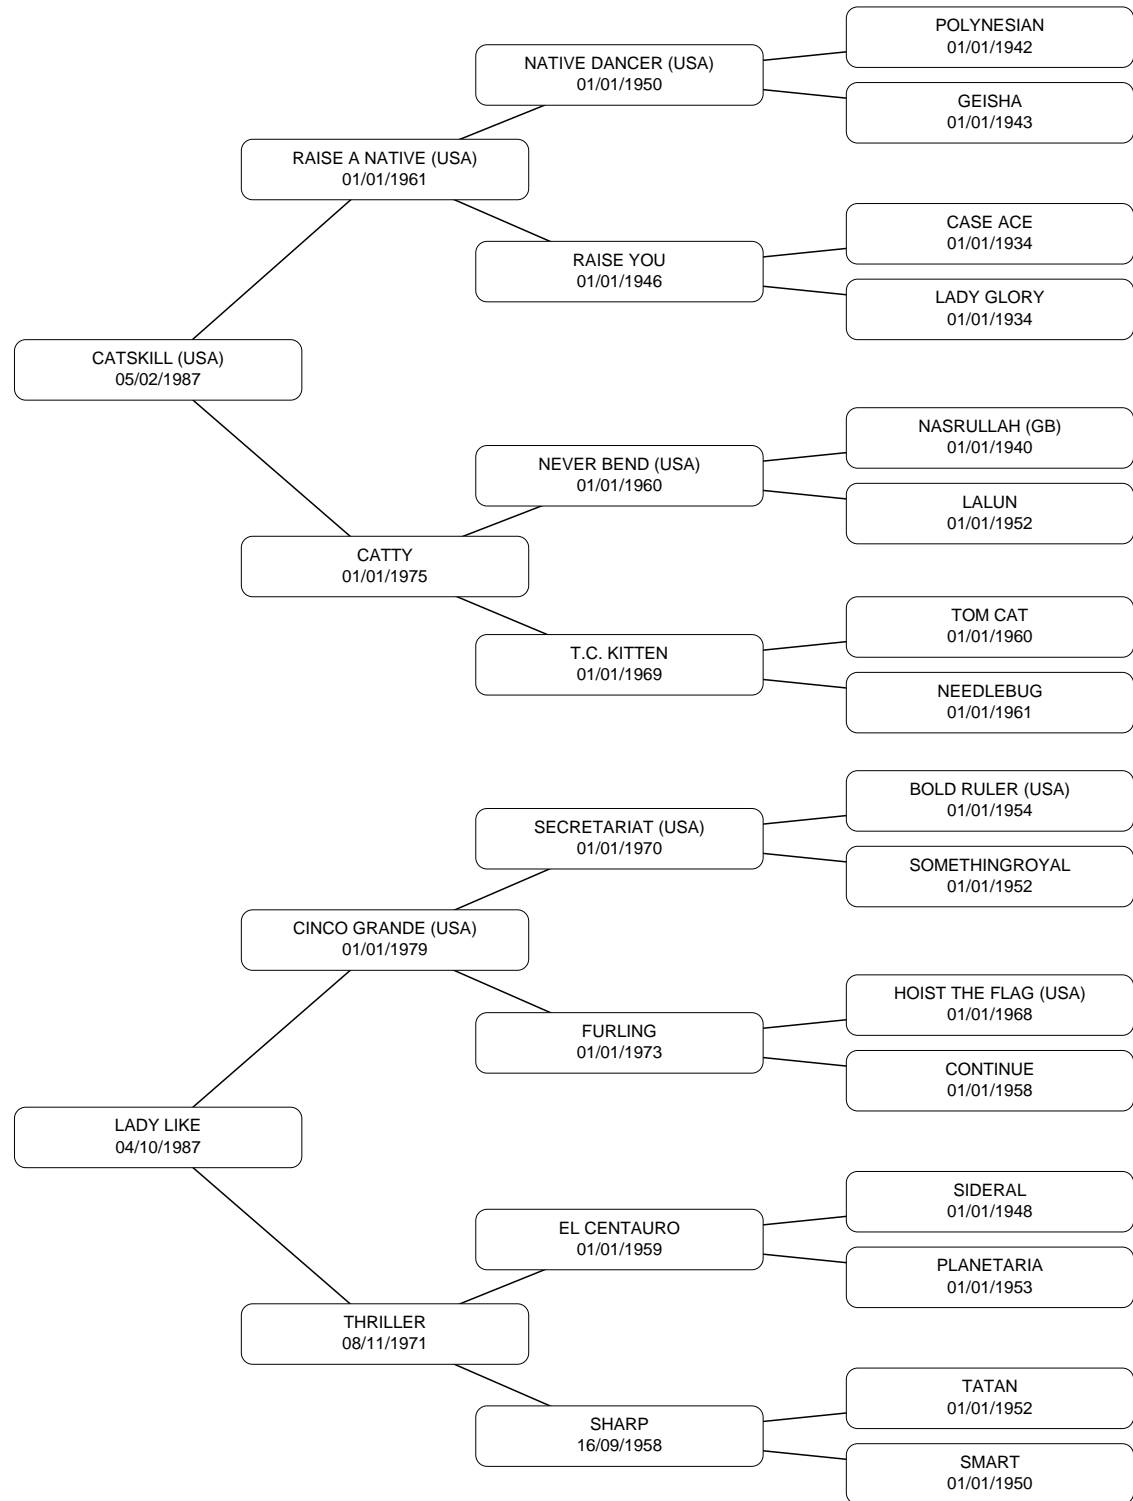 POLYNESIAN
01/01/1942
NATIVE DANCER (USA)
01/01/1950
GEISHA
01/01/1943
RAISE A NATIVE (USA)
01/01/1961
CASE ACE
01/01/1934
RAISE YOU
01/01/1946
LADY GLORY
01/01/1934
CATSKILL (USA)
05/02/1987
NASRULLAH (GB)
01/01/1940
NEVER BEND (USA)
01/01/1960
LALUN
01/01/1952
CATTY
01/01/1975
TOM CAT
01/01/1960
T.C. KITTEN
01/01/1969
NEEDLEBUG
01/01/1961
BOLD RULER (USA)
01/01/1954
SECRETARIAT (USA)
01/01/1970
SOMETHINGROYAL
01/01/1952
CINCO GRANDE (USA)
01/01/1979
HOIST THE FLAG (USA)
01/01/1968
FURLING
01/01/1973
CONTINUE
01/01/1958
LADY LIKE
04/10/1987
SIDERAL
01/01/1948
EL CENTAURO
01/01/1959
PLANETARIA
01/01/1953
THRILLER
08/11/1971
TATAN
01/01/1952
SHARP
16/09/1958
SMART
01/01/1950